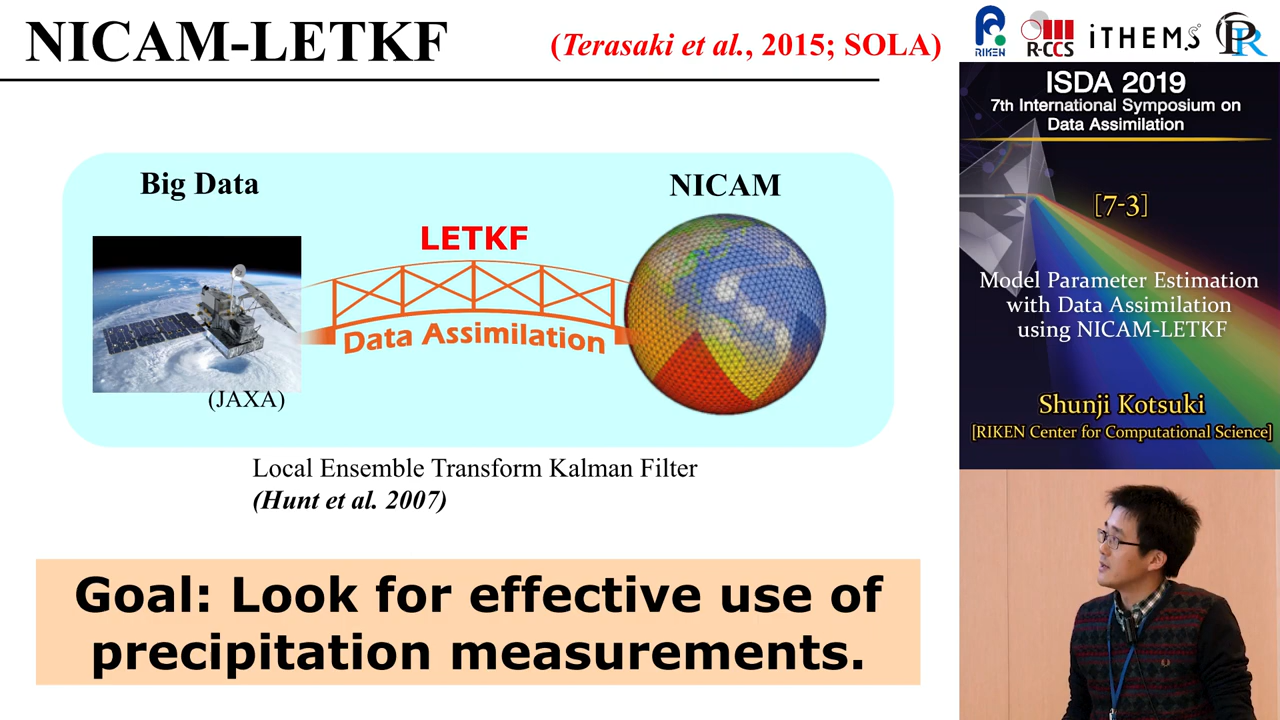 NICAM-LETKF
(Terasaki et al., 2015; SOLA)
Big Data
NICAM
LETKF
Data Assimilation
(JAXA)
Local Ensemble Transform Kalman Filter
(Hunt et al. 2007)
Goal: Look for effective use of
precipitation measurements.
RIKEN
R-CCS
iTHEMS
PR
ISDA 2019
7th International Symposium on
Data Assimilation
[7-3]
Model Parameter Estimation
with Data Assimilation
using NICAM-LETKF
Shunji Kotsuki
[RIKEN Center for Computational Science]